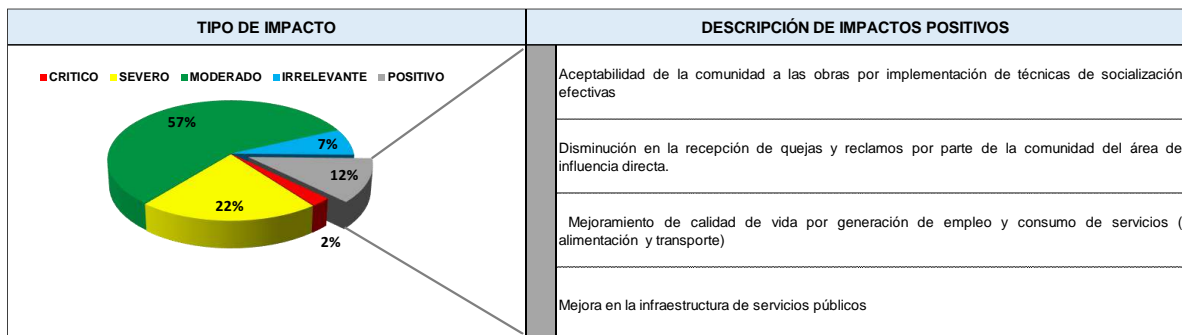 TIPO DE IMPACTO
DESCRIPCIÓN DE IMPACTOS POSITIVOS
CRITICO SEVERO MODERADO IRRELEVANTE POSITIVO
57%
7%
12%
22%
2%
Aceptabilidad de la comunidad a las obras por implementación de técnicas de socialización
efectivas
Disminución en la recepción de quejas y reclamos por parte de la comunidad del área de
influencia directa.
Mejoramiento de calidad de vida por generación de empleo y consumo de servicios (
alimentación y transporte)
Mejora en la infraestructura de servicios públicos